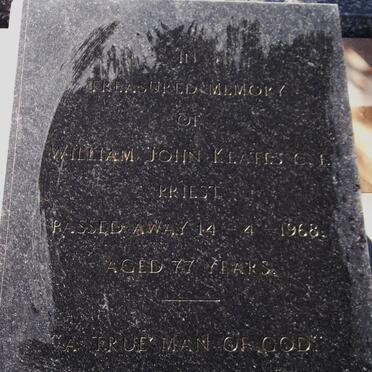 IN
TREASURED MEMORY
OF
WILLIAM JOHN KEATES C. E.
PRIEST
PASSED AWAY 14 - 4 - 1968.
AGED 77 YEARS.
"A TRUE MAN OF GOD."